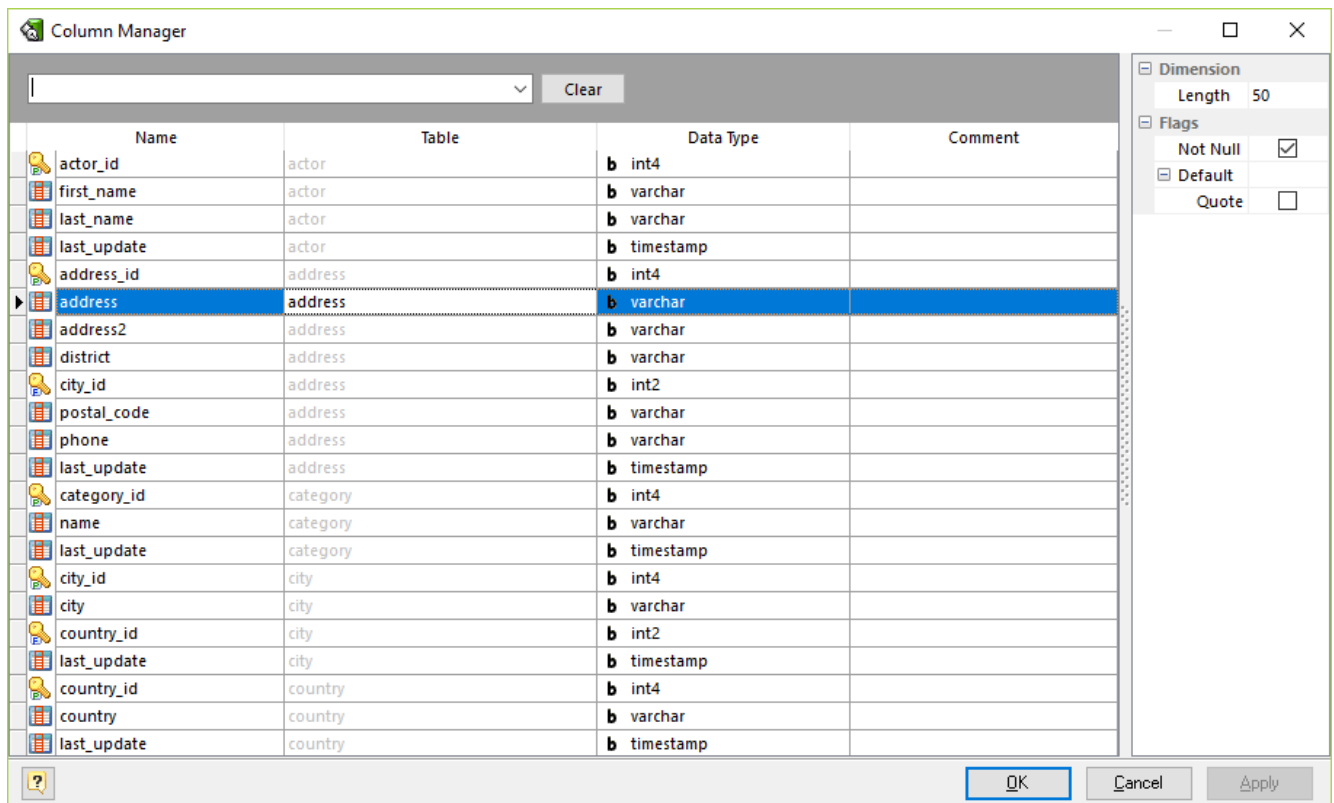 Column Manager
Clear
Name Table Data Type Comment
actor_id actor b int4
first_name actor b varchar
last_name actor b varchar
last_update actor b timestamp
address_id address b int4
address address b varchar
address2 address b varchar
district address b varchar
city_id address b int2
postal_code address b varchar
phone address b varchar
last_update address b timestamp
category_id category b int4
name category b varchar
last_update category b timestamp
city_id city b int4
city city b varchar
country_id city b int2
last_update city b timestamp
country_id country b int4
country country b varchar
last_update country b timestamp
Dimension
Length 50
Flags
Not Null
Default
Quote
? OK Cancel Apply